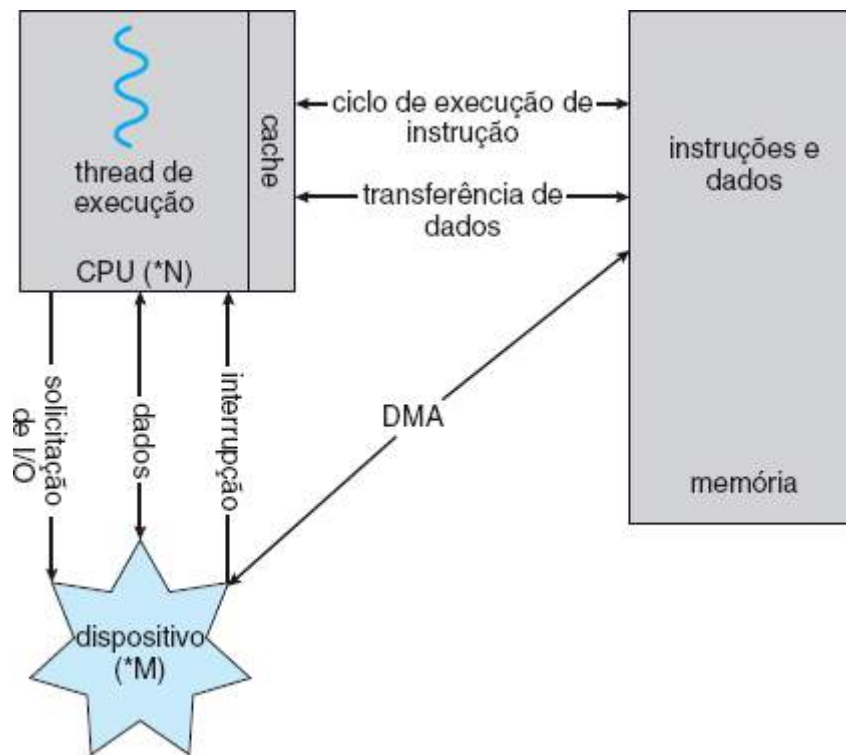 thread de
execução
CPU (*N)
cache
ciclo de execução de
instrução
transferência de
dados
instruções e
dados
memória
solicitação
de I/O
dados
interrupção
DMA
dispositivo
(*M)